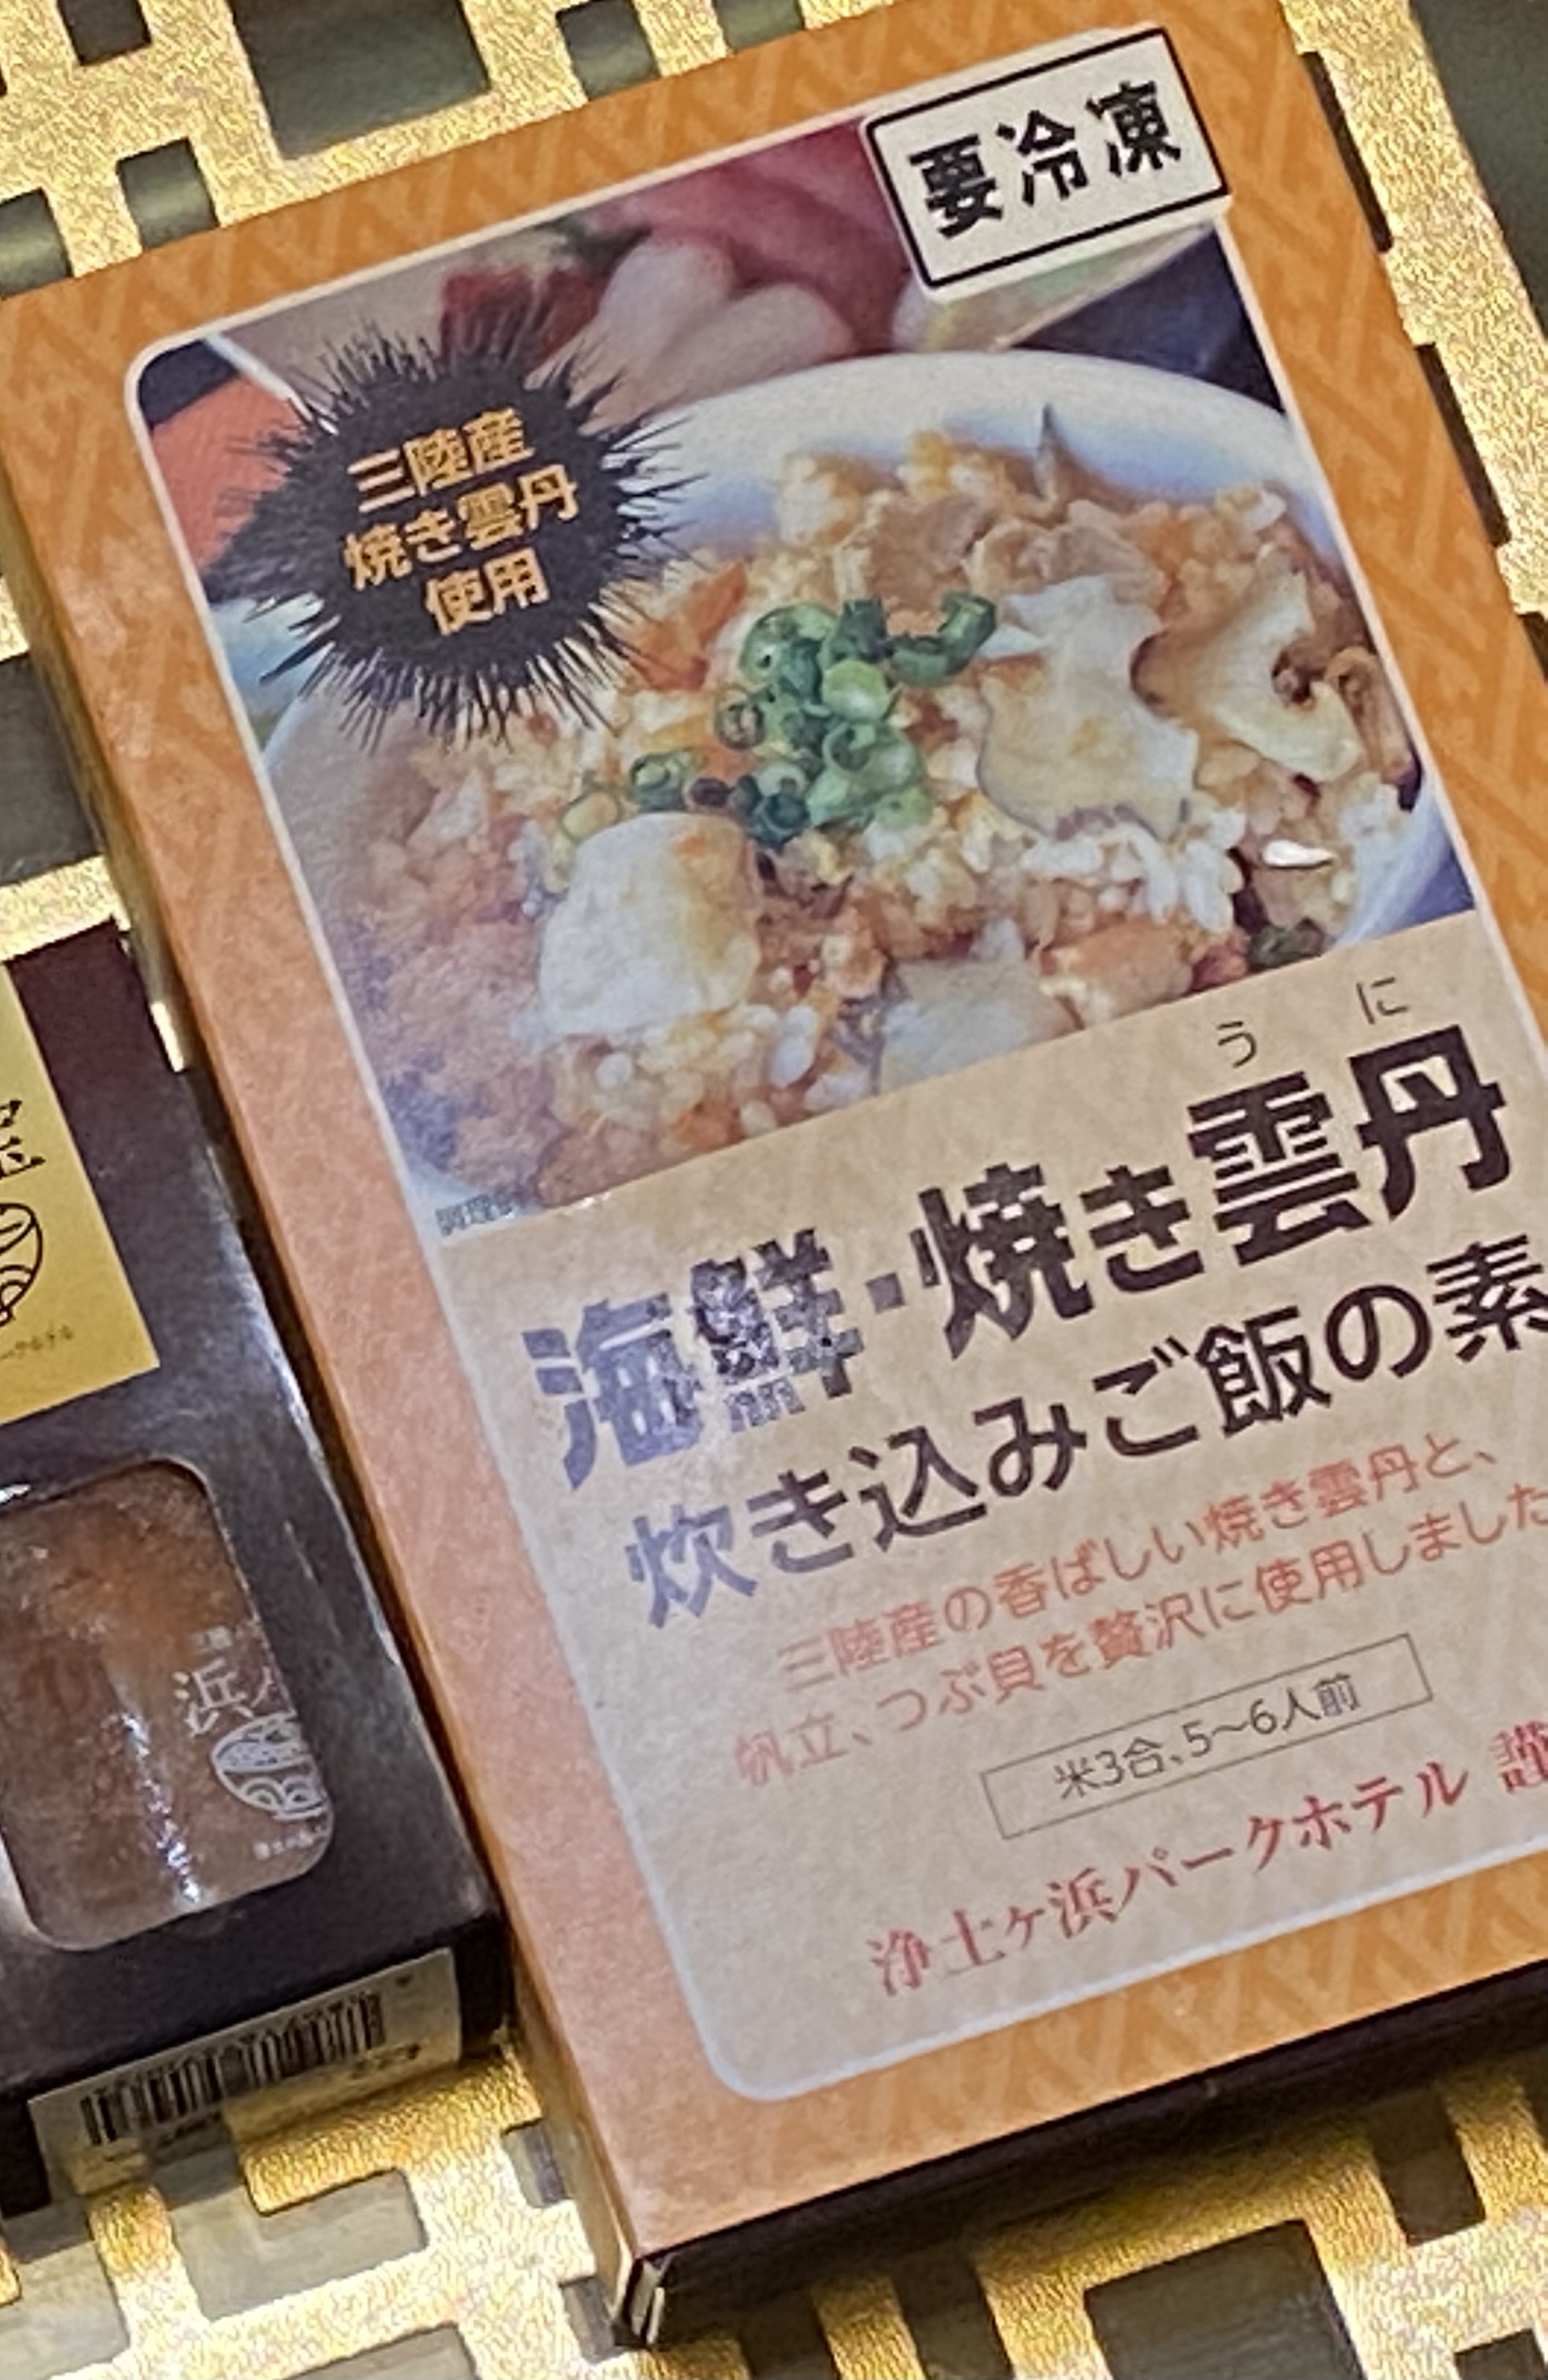 要冷凍
三陸産
焼き雲丹
使用
うに
海鮮・焼き雲丹
炊き込みご飯の素
三陸産の香ばしい焼き雲丹と、
帆立、つぶ貝を贅沢に使用しました
米3合、5〜6人前
浄土ヶ浜パークホテル 謹
浜